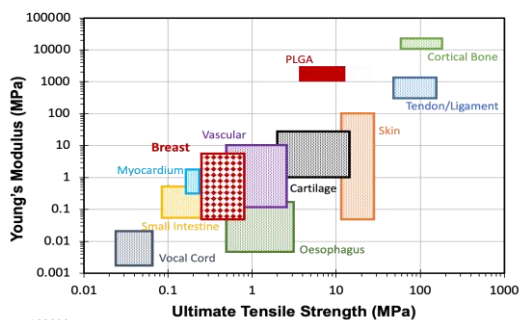 100000
10000
1000
100
10
1
0.1
0.01
0.001
Young's Modulus (MPa)
PLGA
Cortical Bone
Tendon/Ligament
Skin
Vascular
Breast
Myocardium
Cartilage
Small Intestine
Oesophagus
Vocal Cord
0.01 0.1 1 10 100 1000
Ultimate Tensile Strength (MPa)